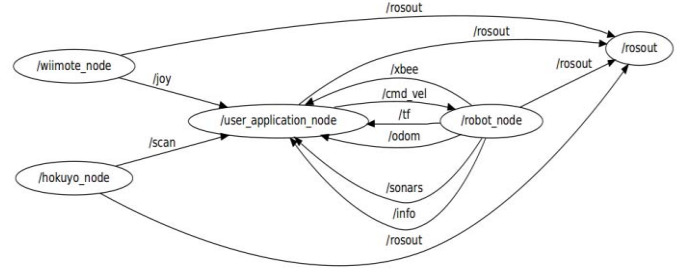 /rosout
/rosout
/rosout
/wiimote_node
/xbee
/rosout
/joy
/cmd_vel
/user_application_node
/tf
/robot_node
/scan
/odom
/hokuyo_node
/sonars
/info
/rosout